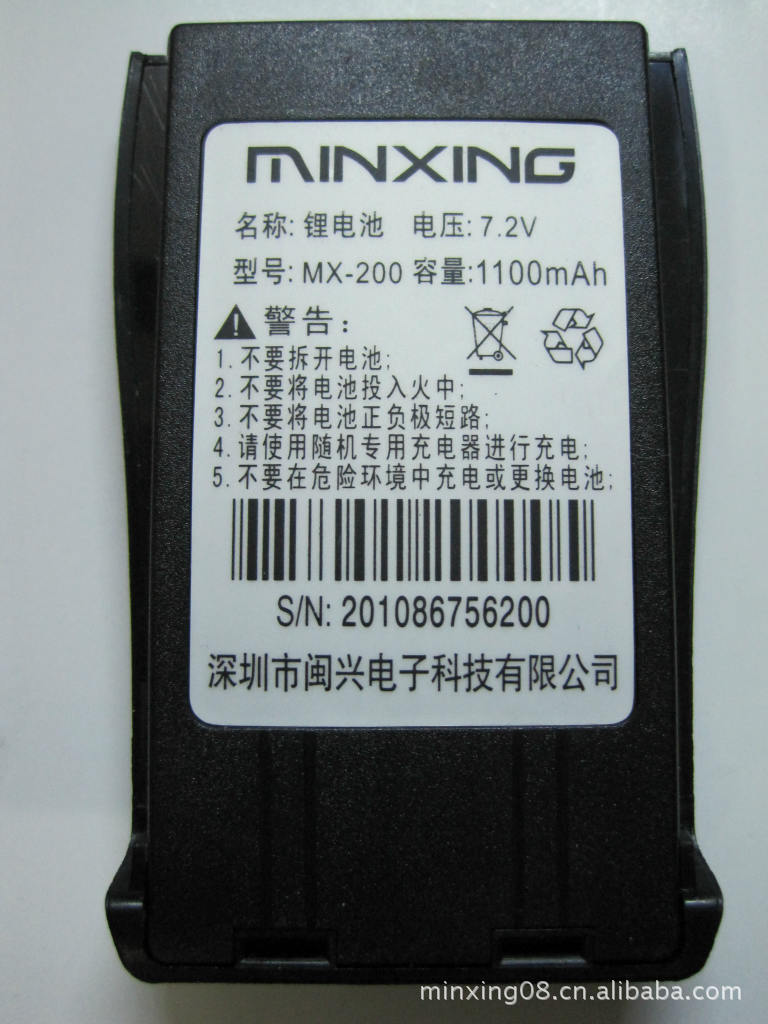 MINXING
名称: 锂电池 电压: 7.2V
型号: MX-200 容量:1100mAh
警告:
1. 不要拆开电池;
2. 不要将电池投入火中;
3. 不要将电池正负极短路;
4. 请使用随机专用充电器进行充电;
5. 不要在危险环境中充电或更换电池;
S/N: 201086756200
深圳市闽兴电子科技有限公司
minxing08.cn.alibaba.com